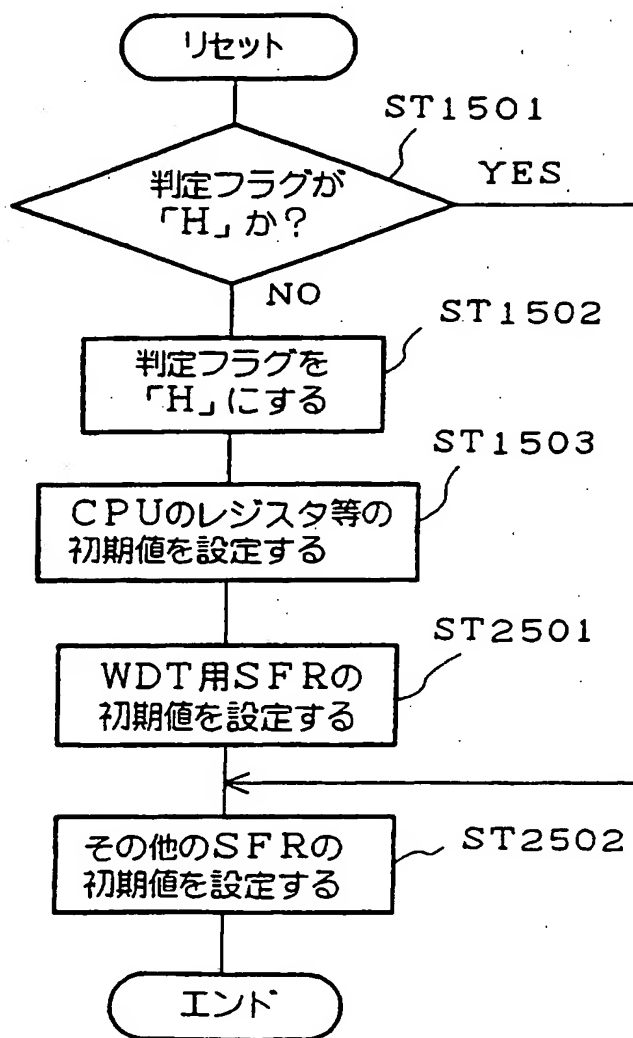 リセット
ST1501
判定フラグが
「H」か?
YES
NO
ST1502
判定フラグを
「H」にする
ST1503
CPUのレジスタ等の
初期値を設定する
ST2501
WDT用SFRの
初期値を設定する
その他のSFRの
初期値を設定する
ST2502
エンド